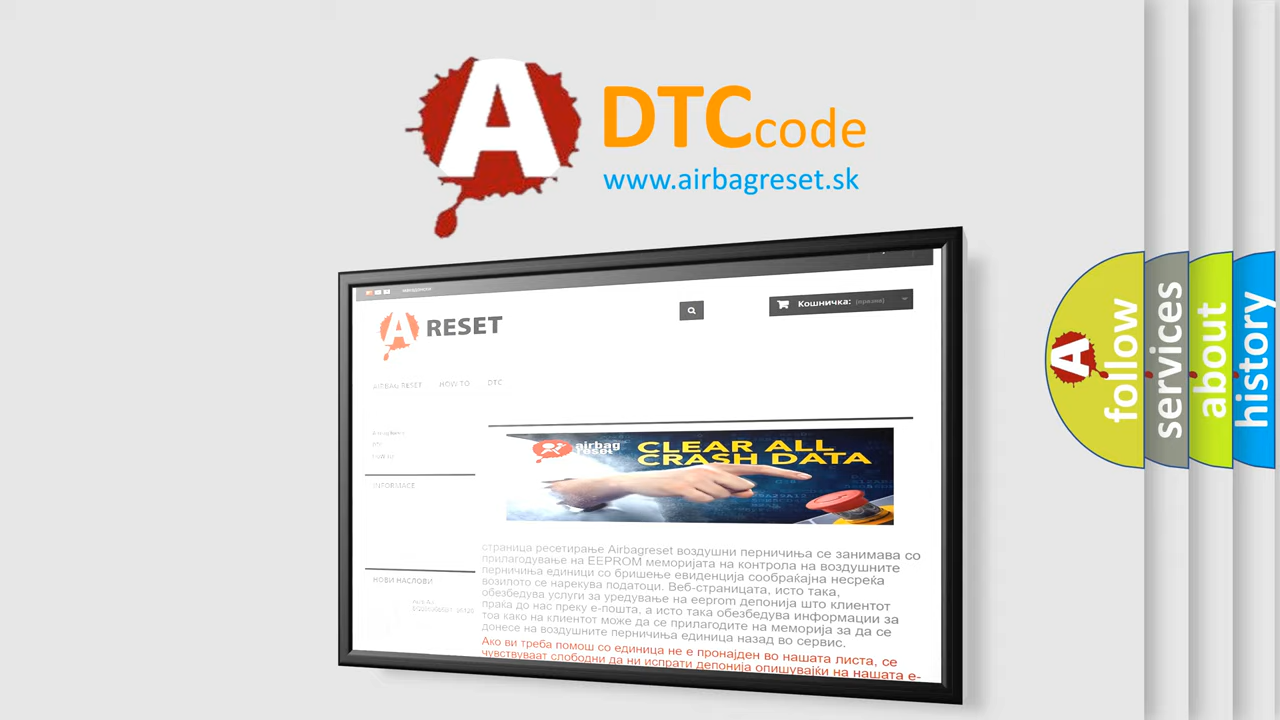 A DTC code
www.airbagreset.sk
Кошничка: (празни)
A RESET
AIRBAG RESET HOW TO DTC
airbag
reset
CLEAR ALL
CRASH DATA
INFORMACE
страница ресетирање Airbagreset воздушни перничиња се занимава со
прилагодување на EEPROM меморијата на контрола на воздушните
перничиња единици со бришење евиденција сообраќајна несреќа
возилото се нарекува податоци. Веб-страницата, исто така,
обезбедува услуги за уредување на eeprom депонија што клиентот
праќа до нас преку е-пошта, а исто така обезбедува информации за
тоа како на клиентот може да се прилагодите на меморија за да се
донесе на воздушните перничиња единица назад во сервис.
Ако ви треба помош со единица не е пронајден во нашата листа, се
чувствуваат слободни да ни испрати депонија опишувајќи на нашата е-
НОВИ НАСЛОВИ
A follow
services
about
history